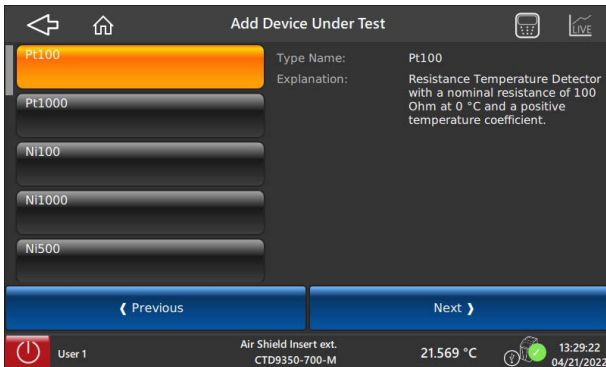 Add Device Under Test
LIVE
Pt100
Pt1000
Ni100
Ni1000
Ni500
Type Name: Pt100
Explanation: Resistance Temperature Detector
with a nominal resistance of 100
Ohm at 0 °C and a positive
temperature coefficient.
❰ Previous
Next ❱
User 1
Air Shield Insert ext.
CTD9350-700-M
21.569 °C
13:29:22
04/21/2022